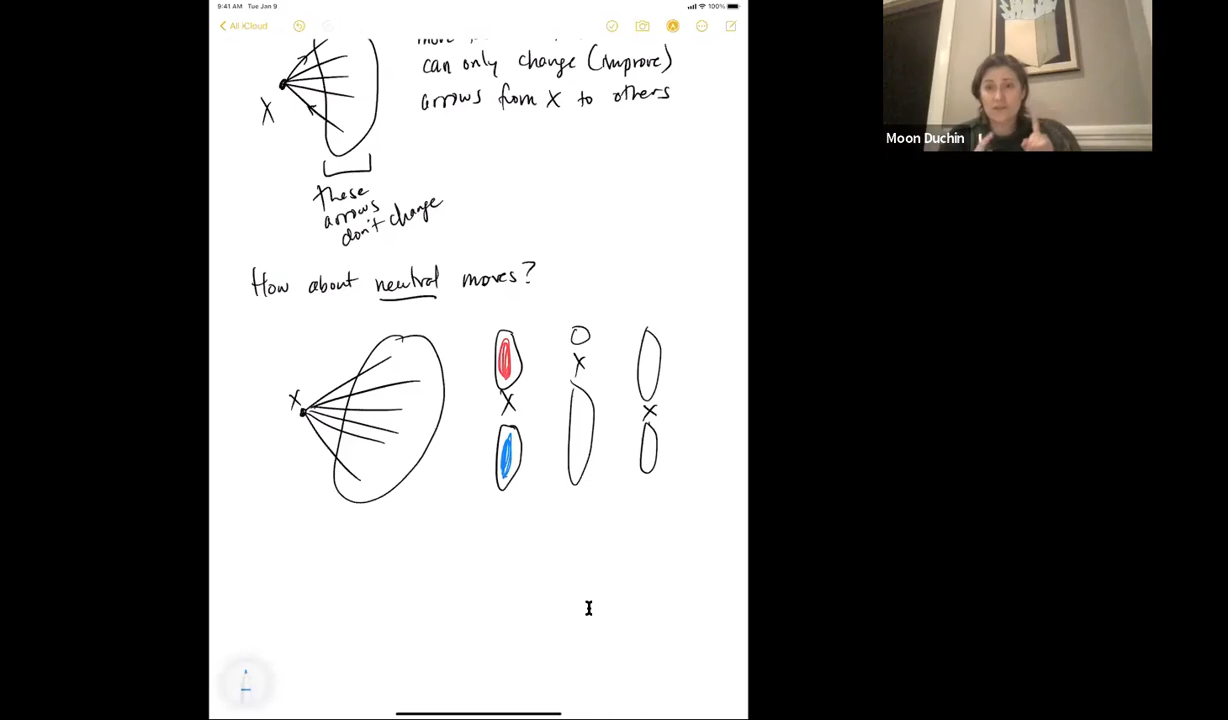 9:41 AM Tue Jan 9
100%
All iCloud
can only change (improve)
arrows from X to others
X
these
arrows
don't change
How about neutral moves?
X
X
X
X
Moon Duchin